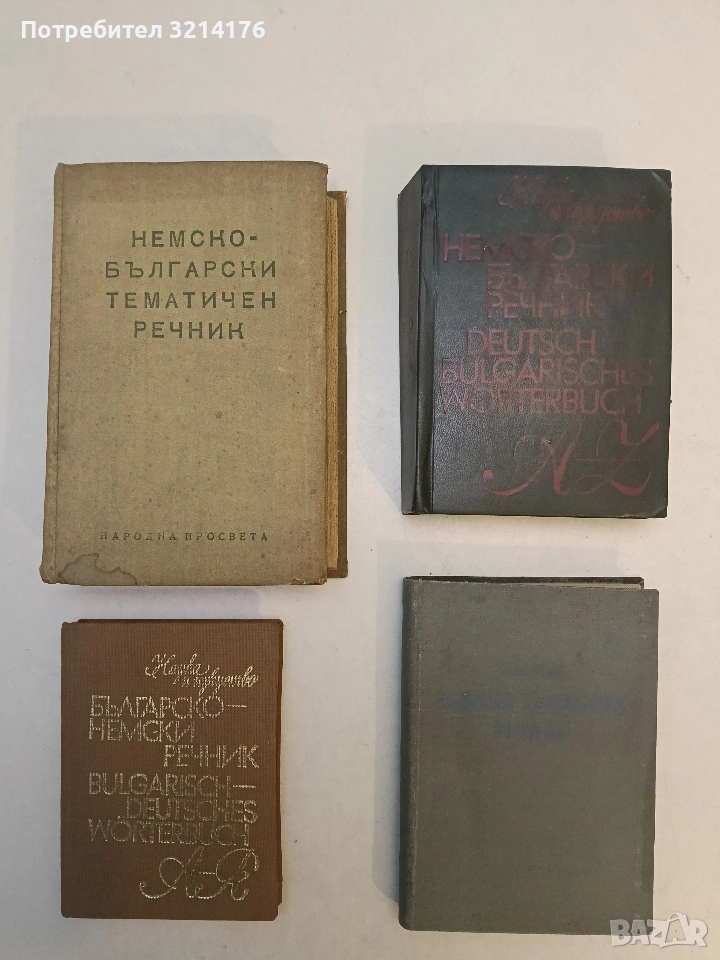 Потребител 3214176
НЕМСКО-
БЪЛГАРСКИ
ТЕМАТИЧЕН
РЕЧНИК
НАРОДНА ПРОСВЕТА
Наука
и изкуство
НЕМСКО—
БЪЛГАРСКИ
РЕЧНИК
DEUTSCH
BULGARISCHES
WÖRTERBUCH
A—Z
Наука
и изкуство
БЪЛГАРСКО—
НЕМСКИ
РЕЧНИК
BULGARISCH—
DEUTSCHES
WÖRTERBUCH
А—Я
BAZAR